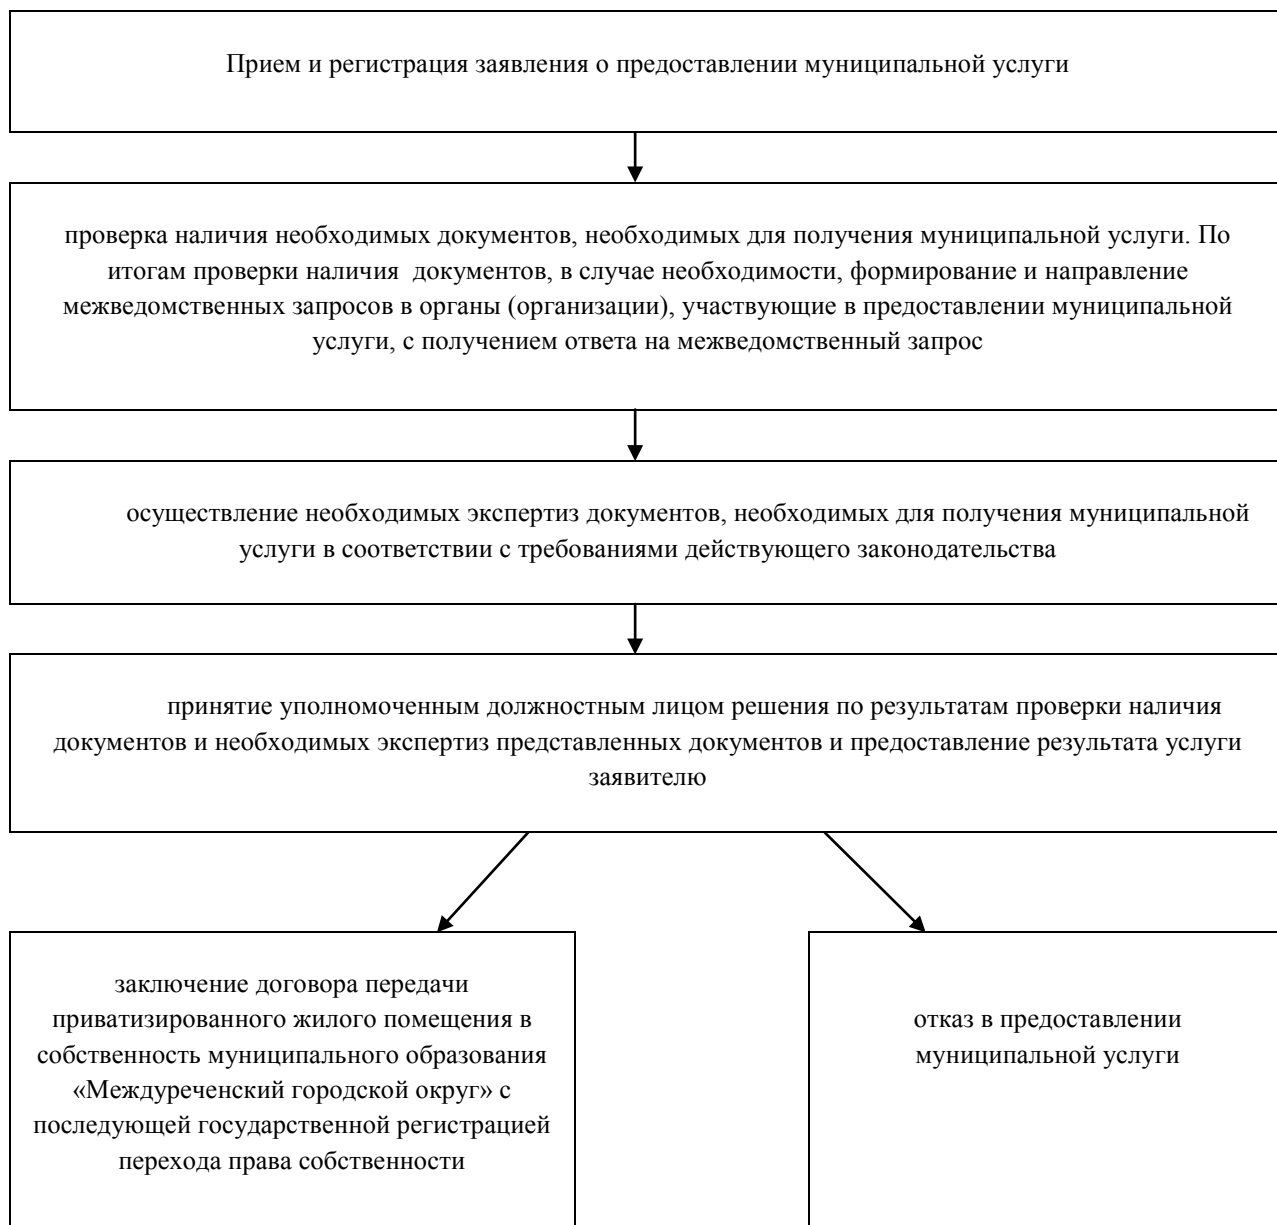 Прием и регистрация заявления о предоставлении муниципальной услуги
проверка наличия необходимых документов, необходимых для получения муниципальной услуги. По
итогам проверки наличия документов, в случае необходимости, формирование и направление
межведомственных запросов в органы (организации), участвующие в предоставлении муниципальной
услуги, с получением ответа на межведомственный запрос
осуществление необходимых экспертиз документов, необходимых для получения муниципальной
услуги в соответствии с требованиями действующего законодательства
принятие уполномоченным должностным лицом решения по результатам проверки наличия
документов и необходимых экспертиз представленных документов и предоставление результата услуги
заявителю
заключение договора передачи
приватизированного жилого помещения в
собственность муниципального образования
«Междуреченский городской округ» с
последующей государственной регистрацией
перехода права собственности
отказ в предоставлении
муниципальной услуги